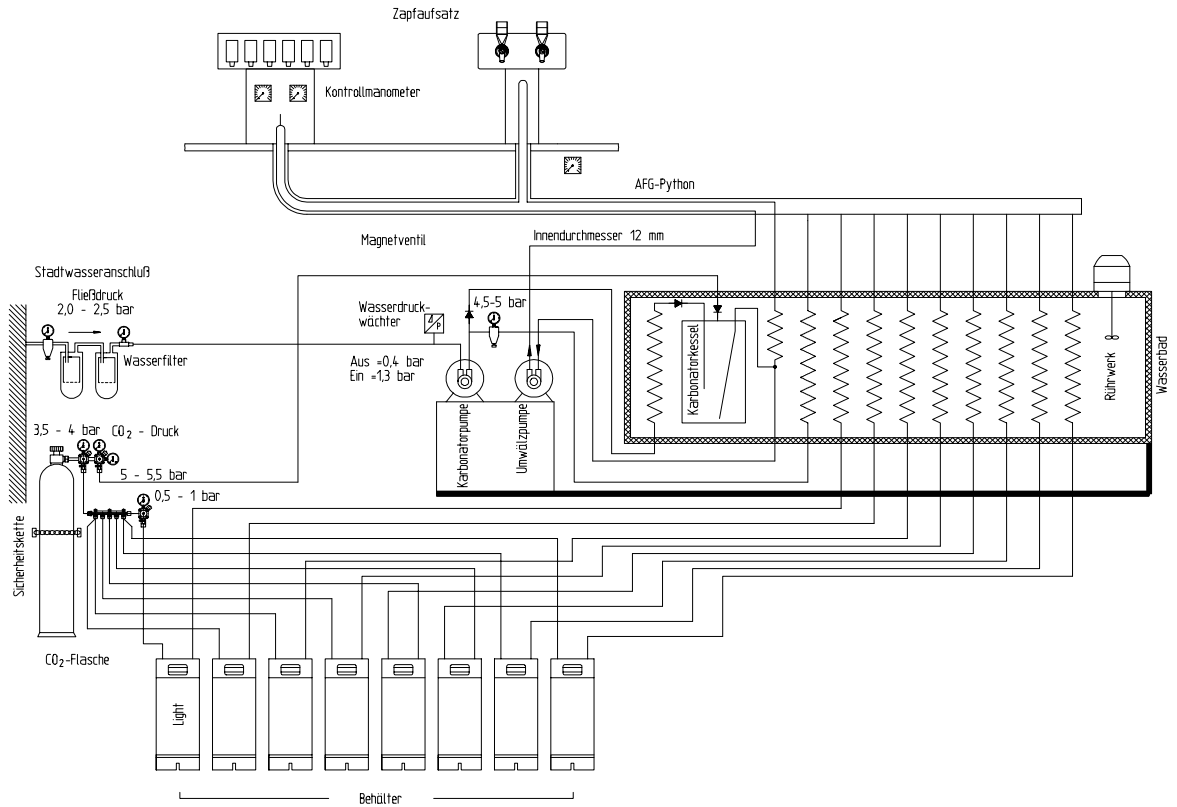 Zapfaufsatz
Kontrollmanometer
AFG-Python
Magnetventil
Innendurchmesser 12 mm
Stadtwasseranschluß
Fließdruck
2,0 - 2,5 bar
Wasserfilter
Wasserdruck-
wächter
P
Aus =0,4 bar
Ein =1,3 bar
4,5-5 bar
Karbonatorpumpe
Umwälzpumpe
Karbonatorkessel
Rührwerk
Wasserbad
3,5 - 4 bar CO₂ - Druck
5 - 5,5 bar
0,5 - 1 bar
Sicherheitskette
CO₂-Flasche
Light
Behälter